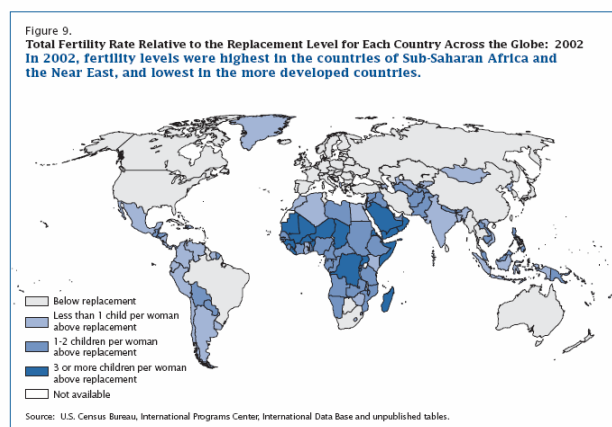 Figure 9.
Total Fertility Rate Relative to the Replacement Level for Each Country Across the Globe: 2002
In 2002, fertility levels were highest in the countries of Sub-Saharan Africa and
the Near East, and lowest in the more developed countries.
Below replacement
Less than 1 child per woman
above replacement
1-2 children per woman
above replacement
3 or more children per woman
above replacement
Not available
Source: U.S. Census Bureau, International Programs Center, International Data Base and unpublished tables.